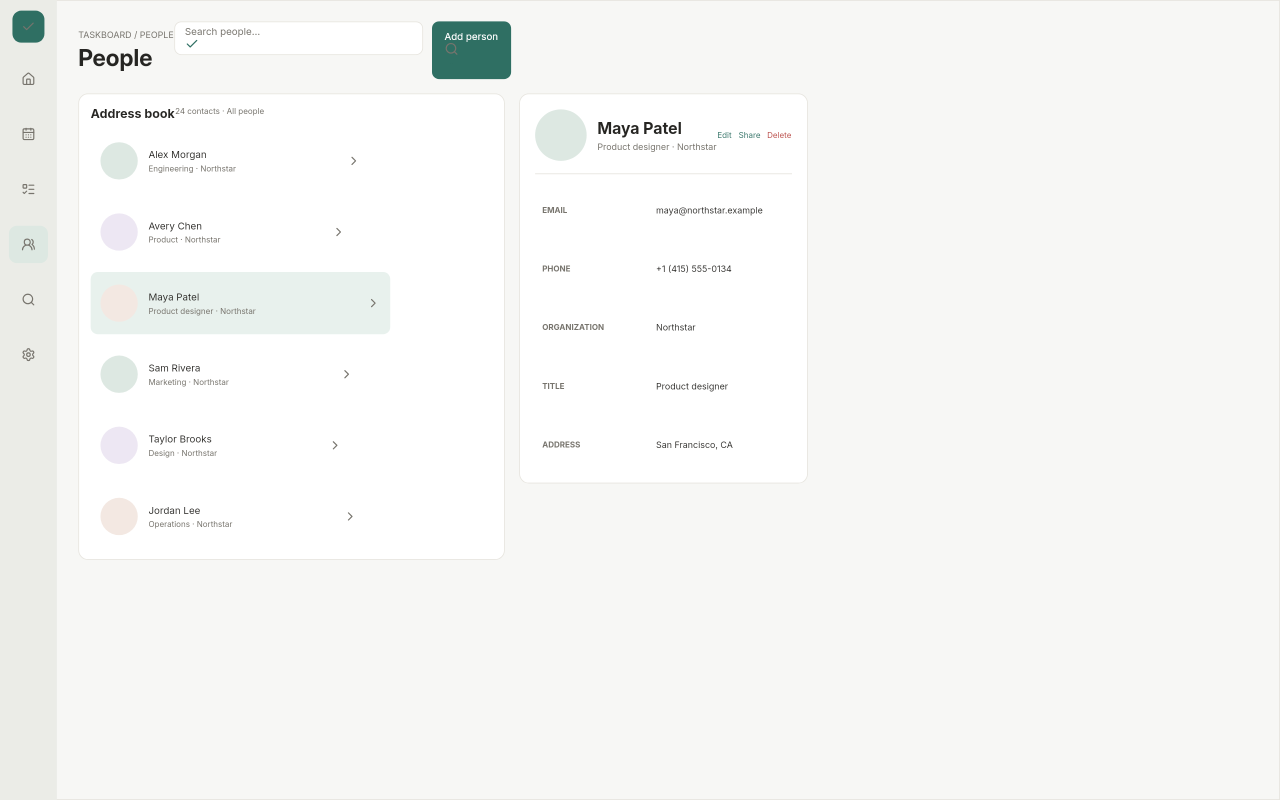 TASKBOARD / PEOPLE
People
Search people...
Add person
Address book
24 contacts · All people
Alex Morgan
Engineering · Northstar
Avery Chen
Product · Northstar
Maya Patel
Product designer · Northstar
Sam Rivera
Marketing · Northstar
Taylor Brooks
Design · Northstar
Jordan Lee
Operations · Northstar
Maya Patel
Product designer · Northstar
Edit Share Delete
EMAIL maya@northstar.example
PHONE +1 (415) 555-0134
ORGANIZATION Northstar
TITLE Product designer
ADDRESS San Francisco, CA